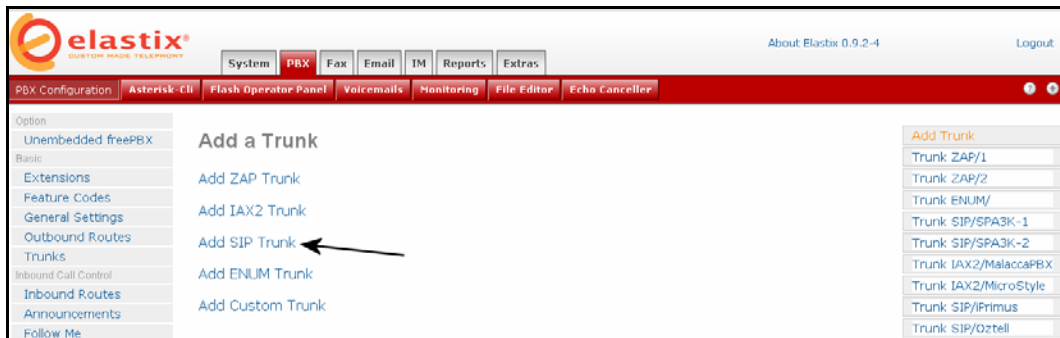 elastix®
CUSTOM MADE TELEPHONY
About Elastix 0.9.2-4
Logout
System PBX Fax Email IM Reports Extras
PBX Configuration Asterisk-Cli Flash Operator Panel Voicemails Monitoring File Editor Echo Canceller
Option
Unembedded freePBX
Basic
Extensions
Feature Codes
General Settings
Outbound Routes
Trunks
Inbound Call Control
Inbound Routes
Announcements
Follow Me
Add a Trunk
Add ZAP Trunk
Add IAX2 Trunk
Add SIP Trunk
Add ENUM Trunk
Add Custom Trunk
Add Trunk
Trunk ZAP/1
Trunk ZAP/2
Trunk ENUM/
Trunk SIP/SPA3K-1
Trunk SIP/SPA3K-2
Trunk IAX2/MalaccaPBX
Trunk IAX2/MicroStyle
Trunk SIP/iPrimus
Trunk SIP/Oztell